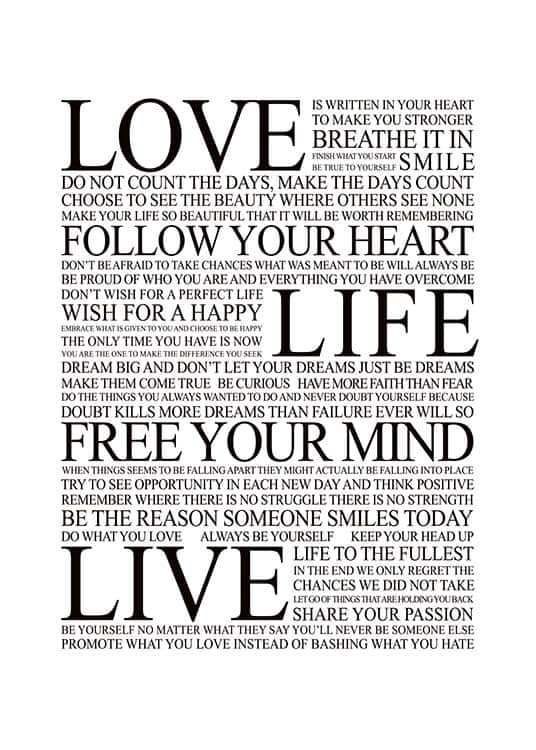 LOVE
IS WRITTEN IN YOUR HEART
TO MAKE YOU STRONGER
BREATHE IT IN
FINISH WHAT YOU START
BE TRUE TO YOURSELF
SMILE
DO NOT COUNT THE DAYS, MAKE THE DAYS COUNT
CHOOSE TO SEE THE BEAUTY WHERE OTHERS SEE NONE
MAKE YOUR LIFE SO BEAUTIFUL THAT IT WILL BE WORTH REMEMBERING
FOLLOW YOUR HEART
DON'T BE AFRAID TO TAKE CHANCES WHAT WAS MEANT TO BE WILL ALWAYS BE
BE PROUD OF WHO YOU ARE AND EVERYTHING YOU HAVE OVERCOME
DON'T WISH FOR A PERFECT LIFE
WISH FOR A HAPPY
LIFE
EMBRACE WHAT IS GIVEN TO YOU AND CHOOSE TO BE HAPPY
THE ONLY TIME YOU HAVE IS NOW
YOU ARE THE ONE TO MAKE THE DIFFERENCE YOU SEEK
DREAM BIG AND DON'T LET YOUR DREAMS JUST BE DREAMS
MAKE THEM COME TRUE BE CURIOUS HAVE MORE FAITH THAN FEAR
DO THE THINGS YOU ALWAYS WANTED TO DO AND NEVER DOUBT YOURSELF BECAUSE
DOUBT KILLS MORE DREAMS THAN FAILURE EVER WILL SO
FREE YOUR MIND
WHEN THINGS SEEMS TO BE FALLING APART THEY MIGHT ACTUALLY BE FALLING INTO PLACE
TRY TO SEE OPPORTUNITY IN EACH NEW DAY AND THINK POSITIVE
REMEMBER WHERE THERE IS NO STRUGGLE THERE IS NO STRENGTH
BE THE REASON SOMEONE SMILES TODAY
DO WHAT YOU LOVE ALWAYS BE YOURSELF KEEP YOUR HEAD UP
LIVE
LIFE TO THE FULLEST
IN THE END WE ONLY REGRET THE
CHANCES WE DID NOT TAKE
LET GO OF THINGS THAT ARE HOLDING YOU BACK
SHARE YOUR PASSION
BE YOURSELF NO MATTER WHAT THEY SAY YOU'LL NEVER BE SOMEONE ELSE
PROMOTE WHAT YOU LOVE INSTEAD OF BASHING WHAT YOU HATE